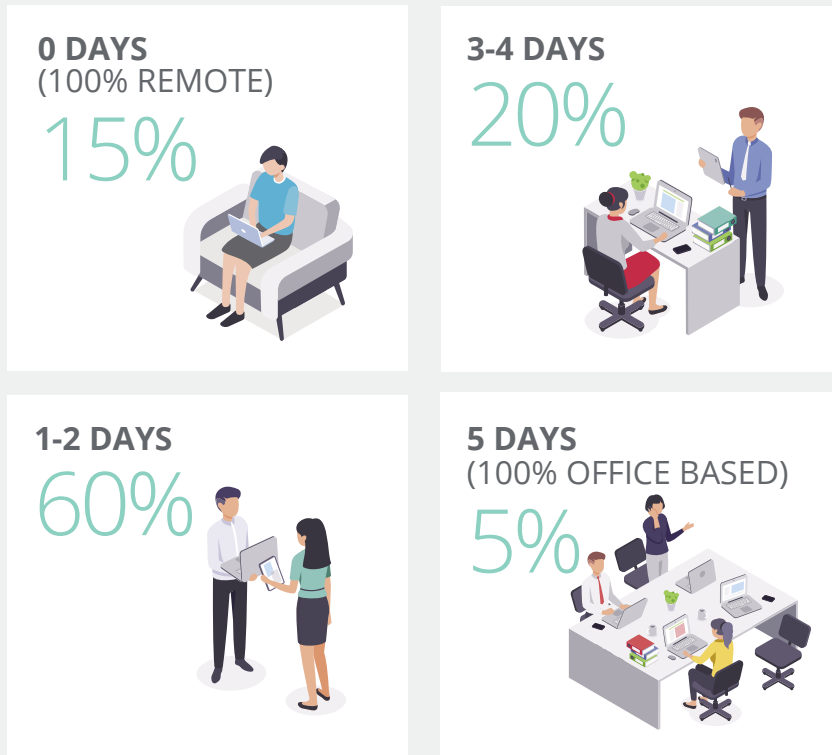 0 DAYS
(100% REMOTE)
15%
3-4 DAYS
20%
1-2 DAYS
60%
5 DAYS
(100% OFFICE BASED)
5%